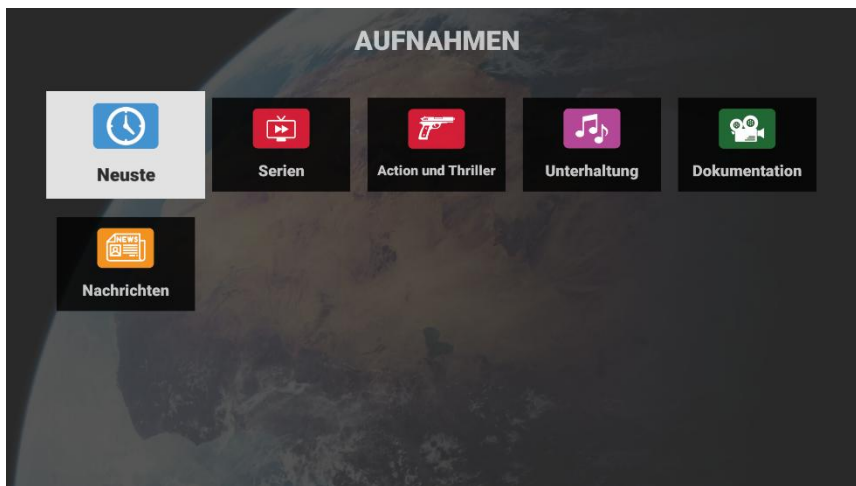 AUFNAHMEN
Neuste
Serien
Action und Thriller
Unterhaltung
Dokumentation
NEWS
Nachrichten